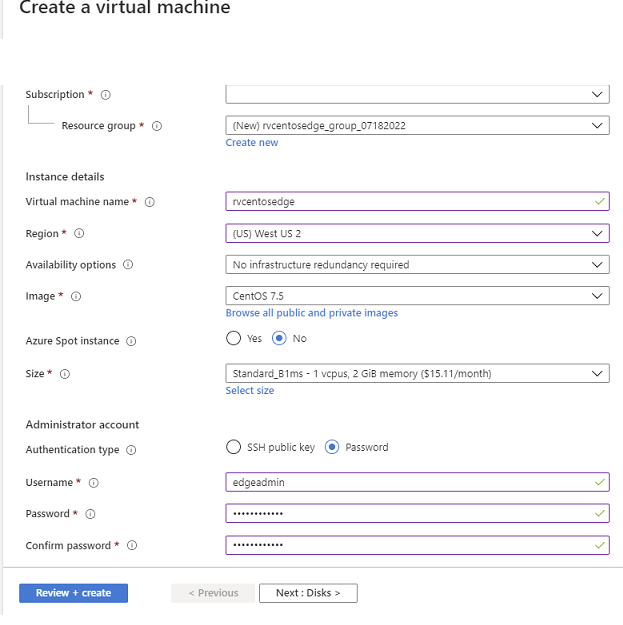 Create a virtual machine
Subscription *
Resource group * (New) rvcentosedge_group_07182022
Create new
Instance details
Virtual machine name * rvcentosedge
Region * (US) West US 2
Availability options No infrastructure redundancy required
Image * CentOS 7.5
Browse all public and private images
Azure Spot instance Yes No
Size * Standard_B1ms - 1 vcpus, 2 GiB memory ($15.11/month)
Select size
Administrator account
Authentication type SSH public key Password
Username * edgeadmin
Password * ••••••••••••
Confirm password * ••••••••••••
Review + create < Previous Next : Disks >